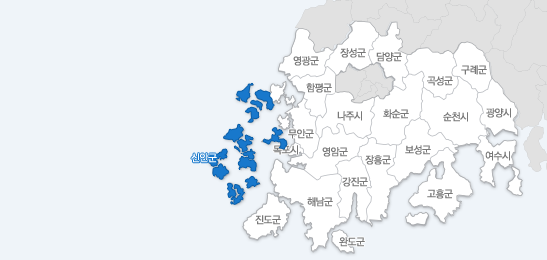 장성군
담양군
영광군
곡성군
구례군
함평군
나주시
화순군
순천시
광양시
무안군
목포시
영암군
장흥군
보성군
여수시
신안군
강진군
고흥군
해남군
진도군
완도군